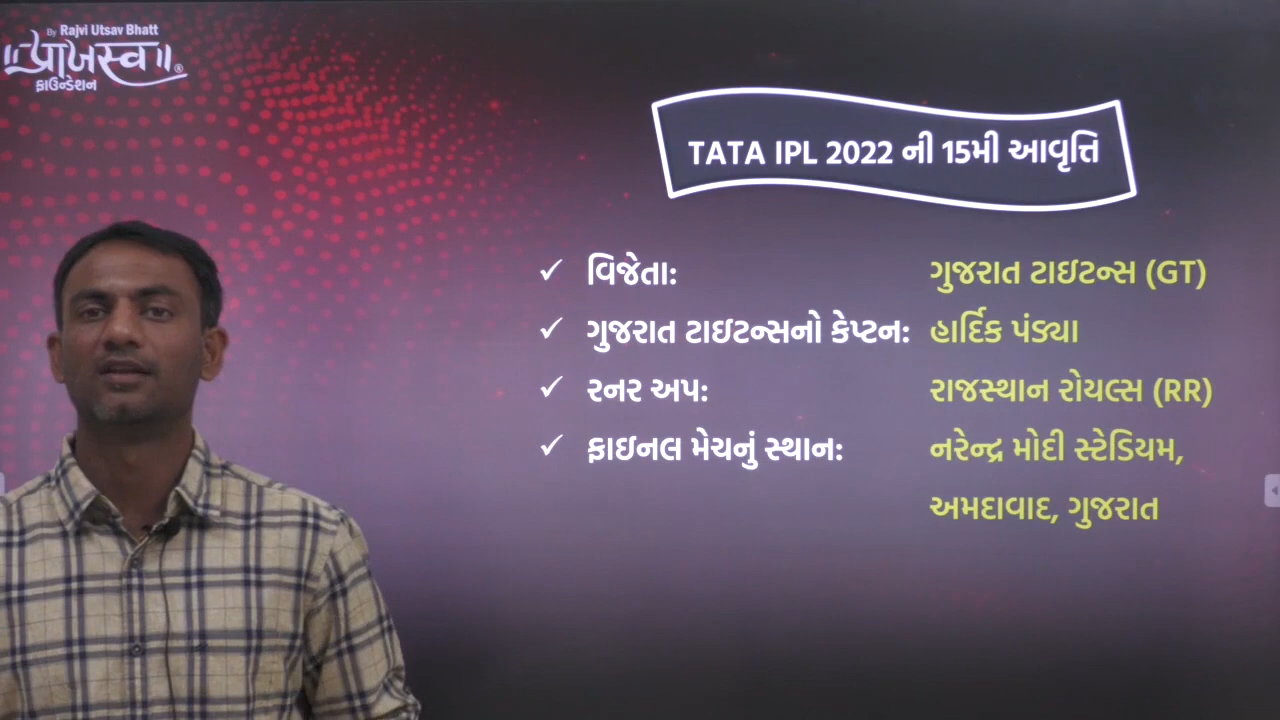 By Rajvi Utsav Bhatt
॥પ્રાખસ્વ॥®
ફાઉન્ડેશન
TATA IPL 2022 ની 15મી આવૃત્તિ
✓ વિજેતા: ગુજરાત ટાઇટન્સ (GT)
✓ ગુજરાત ટાઇટન્સનો કેપ્ટન: હાર્દિક પંડ્યા
✓ રનર અપ: રાજસ્થાન રોયલ્સ (RR)
✓ ફાઇનલ મેચનું સ્થાન: નરેન્દ્ર મોદી સ્ટેડિયમ,
અમદાવાદ, ગુજરાત